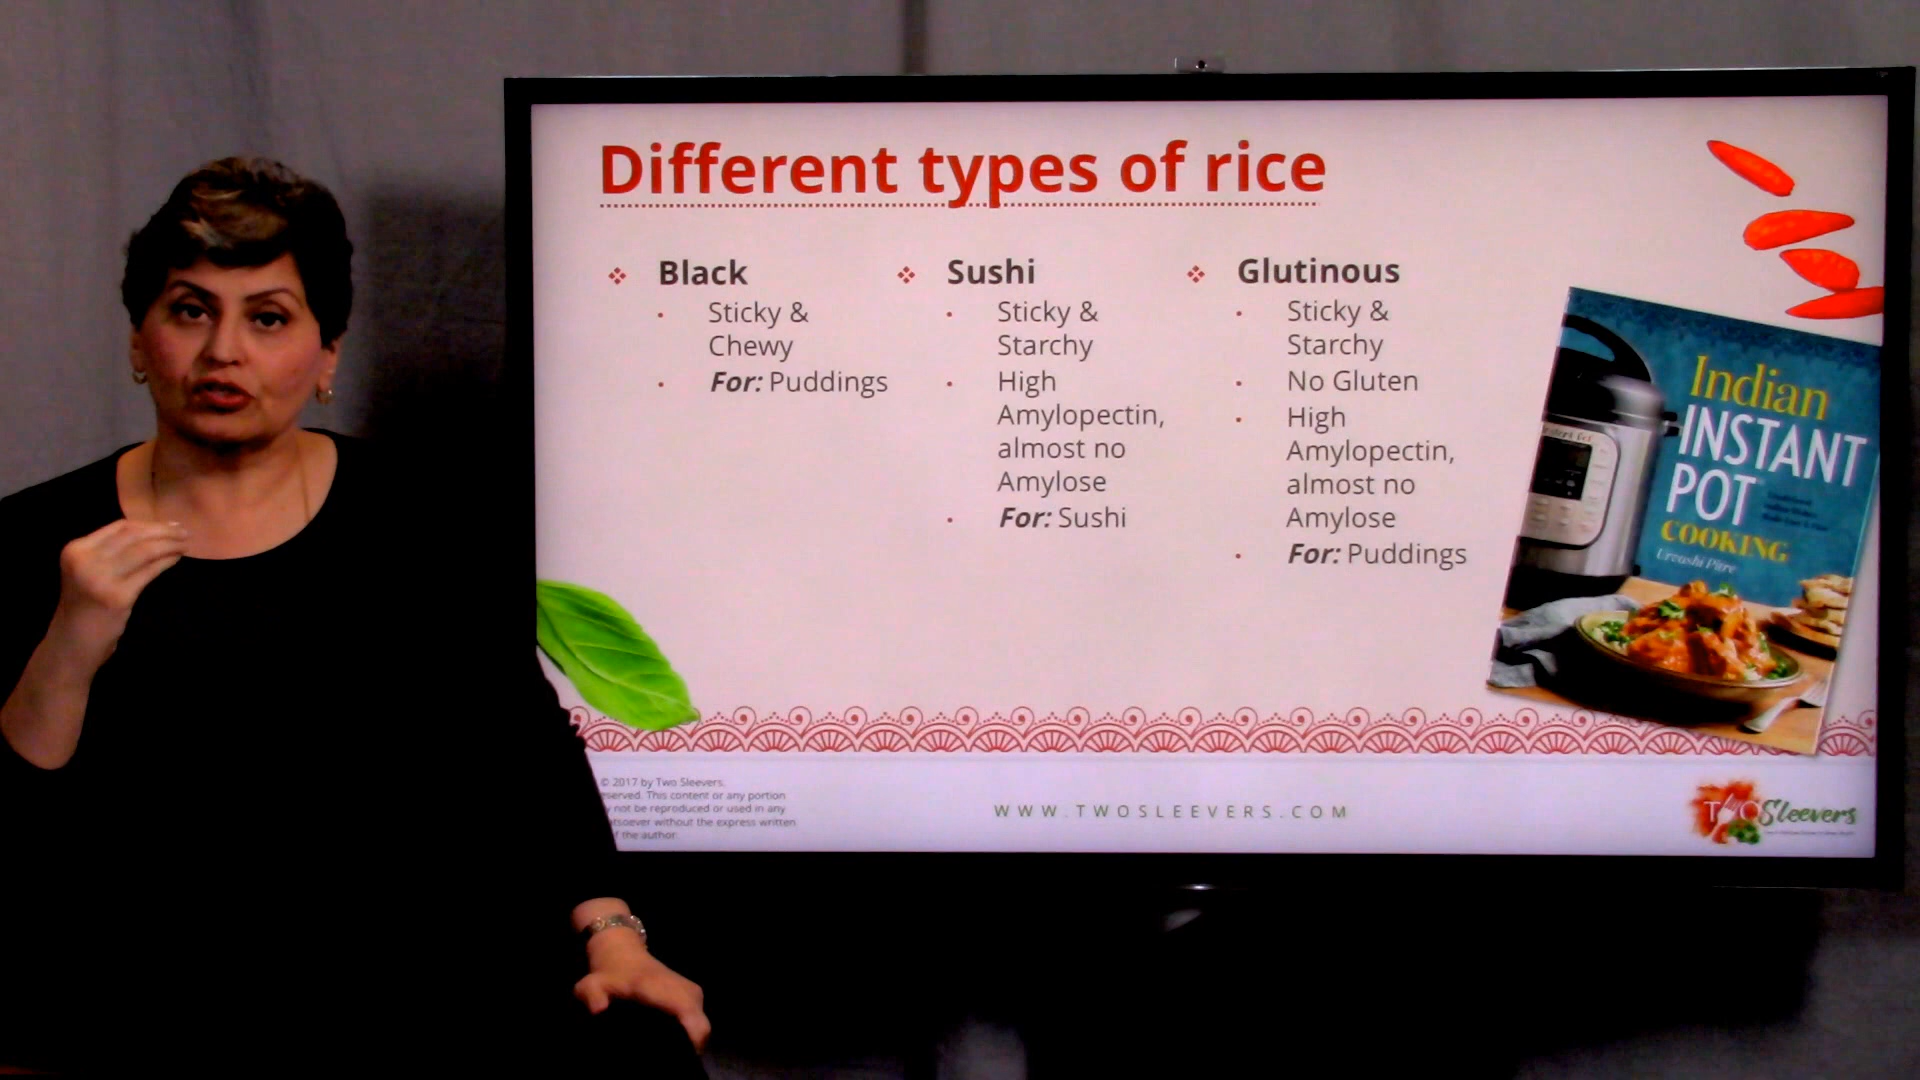 Different types of rice
Black
Sticky &
Chewy
For: Puddings
Sushi
Sticky &
Starchy
High
Amylopectin,
almost no
Amylose
For: Sushi
Glutinous
Sticky &
Starchy
No Gluten
High
Amylopectin,
almost no
Amylose
For: Puddings
Indian
INSTANT
POT
COOKING
Urvashi Pitre
© 2017 by Two Sleevers.
This content or any portion
not be reproduced or used in any
without the express written
of the author.
WWW.TWOSLEEVERS.COM
TWO Sleevers